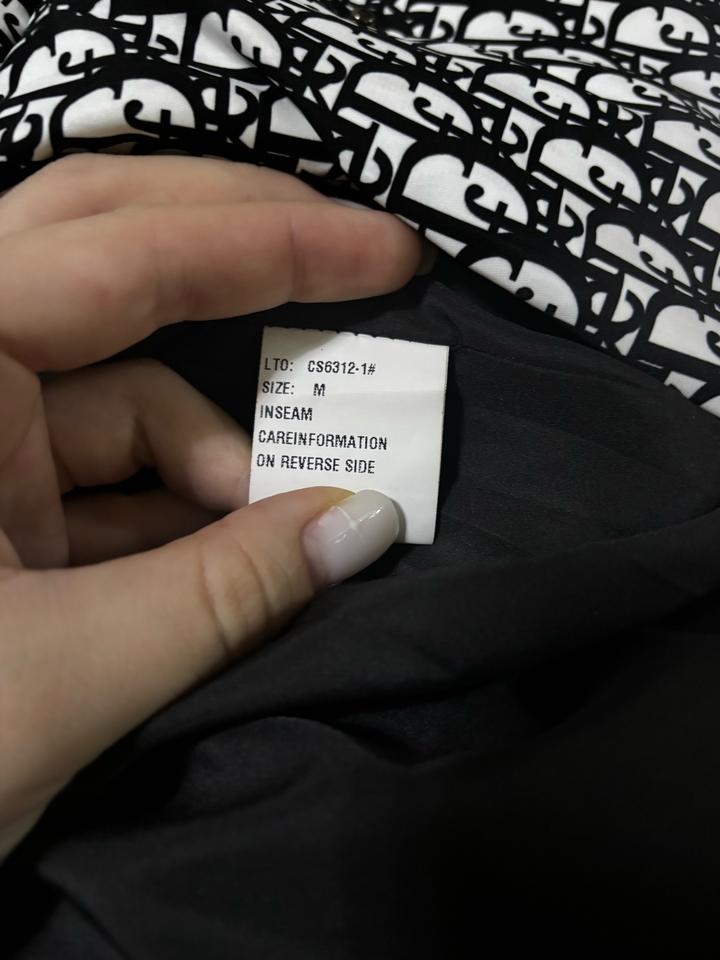 LTO: CS6312-1#
SIZE: M
INSEAM
CAREINFORMATION
ON REVERSE SIDE